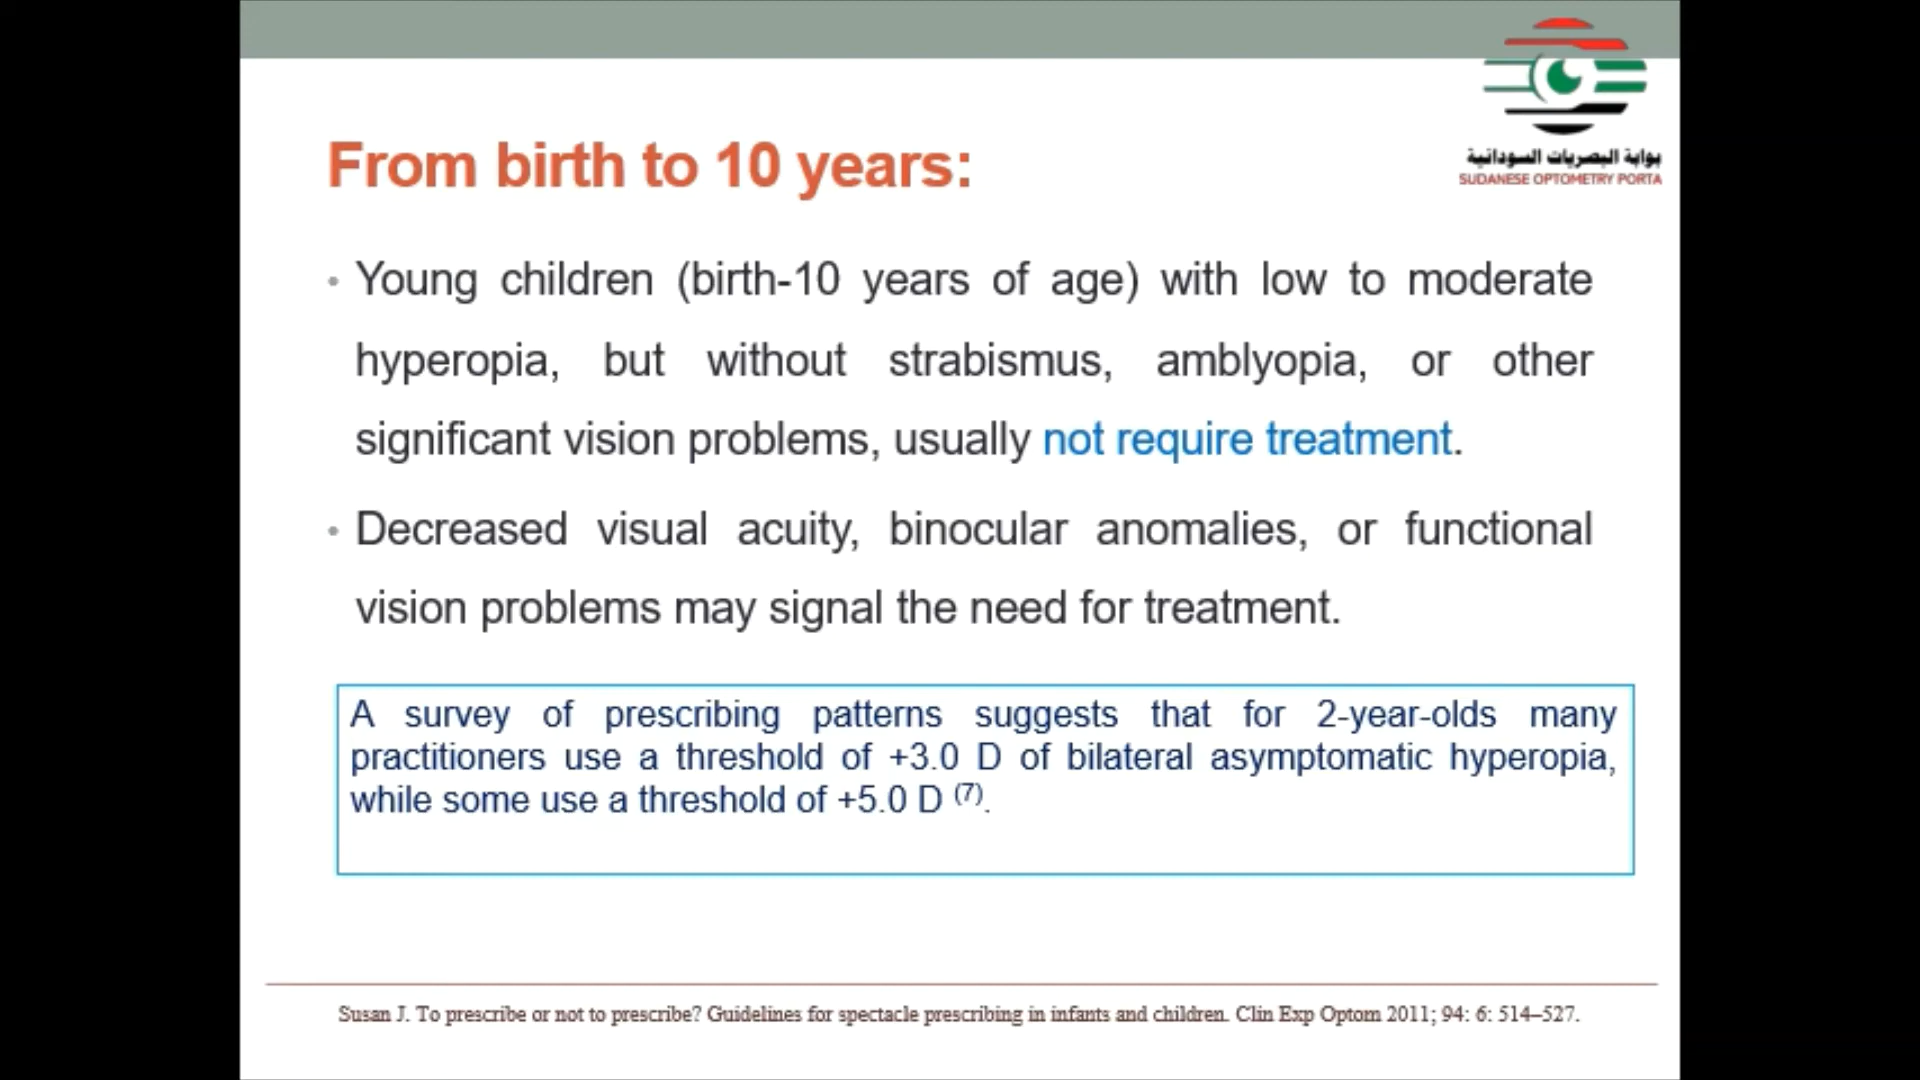 بوابة البصريات السودانية
SUDANESE OPTOMETRY PORTA
From birth to 10 years:
• Young children (birth-10 years of age) with low to moderate
hyperopia, but without strabismus, amblyopia, or other
significant vision problems, usually not require treatment.
• Decreased visual acuity, binocular anomalies, or functional
vision problems may signal the need for treatment.
A survey of prescribing patterns suggests that for 2-year-olds many
practitioners use a threshold of +3.0 D of bilateral asymptomatic hyperopia,
while some use a threshold of +5.0 D (7).
Susan J. To prescribe or not to prescribe? Guidelines for spectacle prescribing in infants and children. Clin Exp Optom 2011; 94: 6: 514–527.